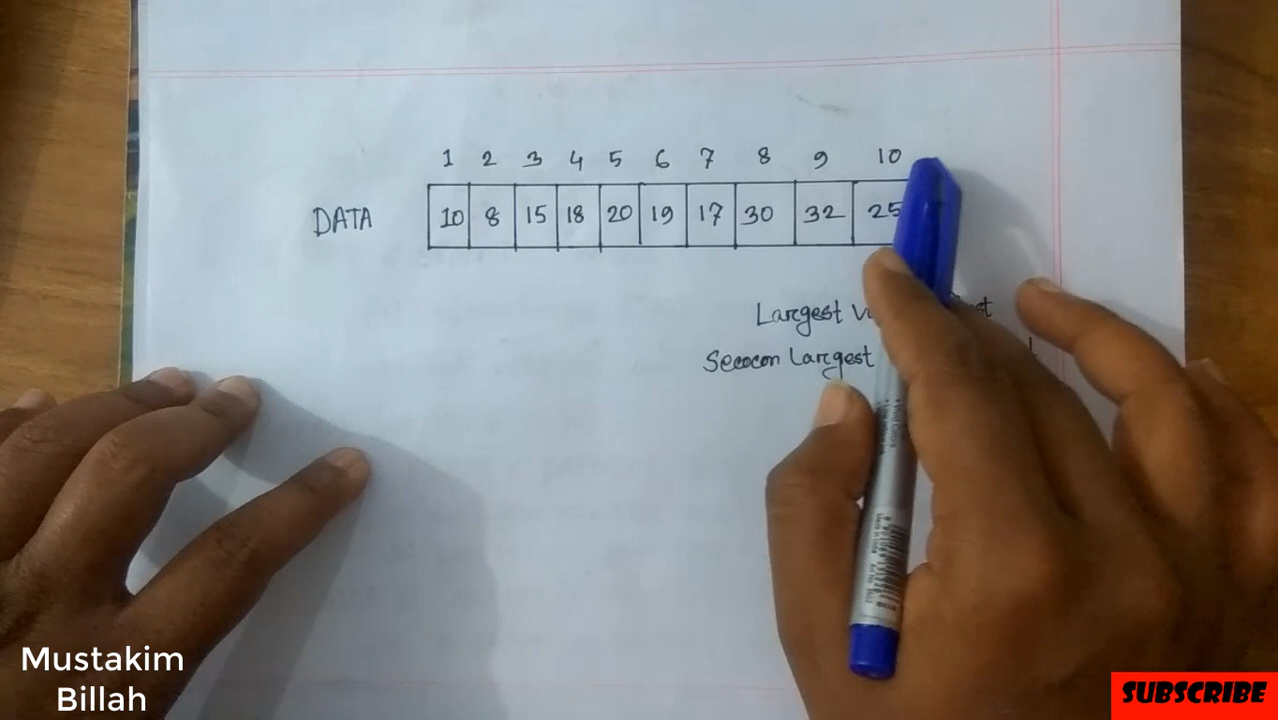 1 2 3 4 5 6 7 8 9 10
DATA 10 8 15 18 20 19 17 30 32 25
Largest
Sececon Largest
Mustakim
Billah
SUBSCRIBE